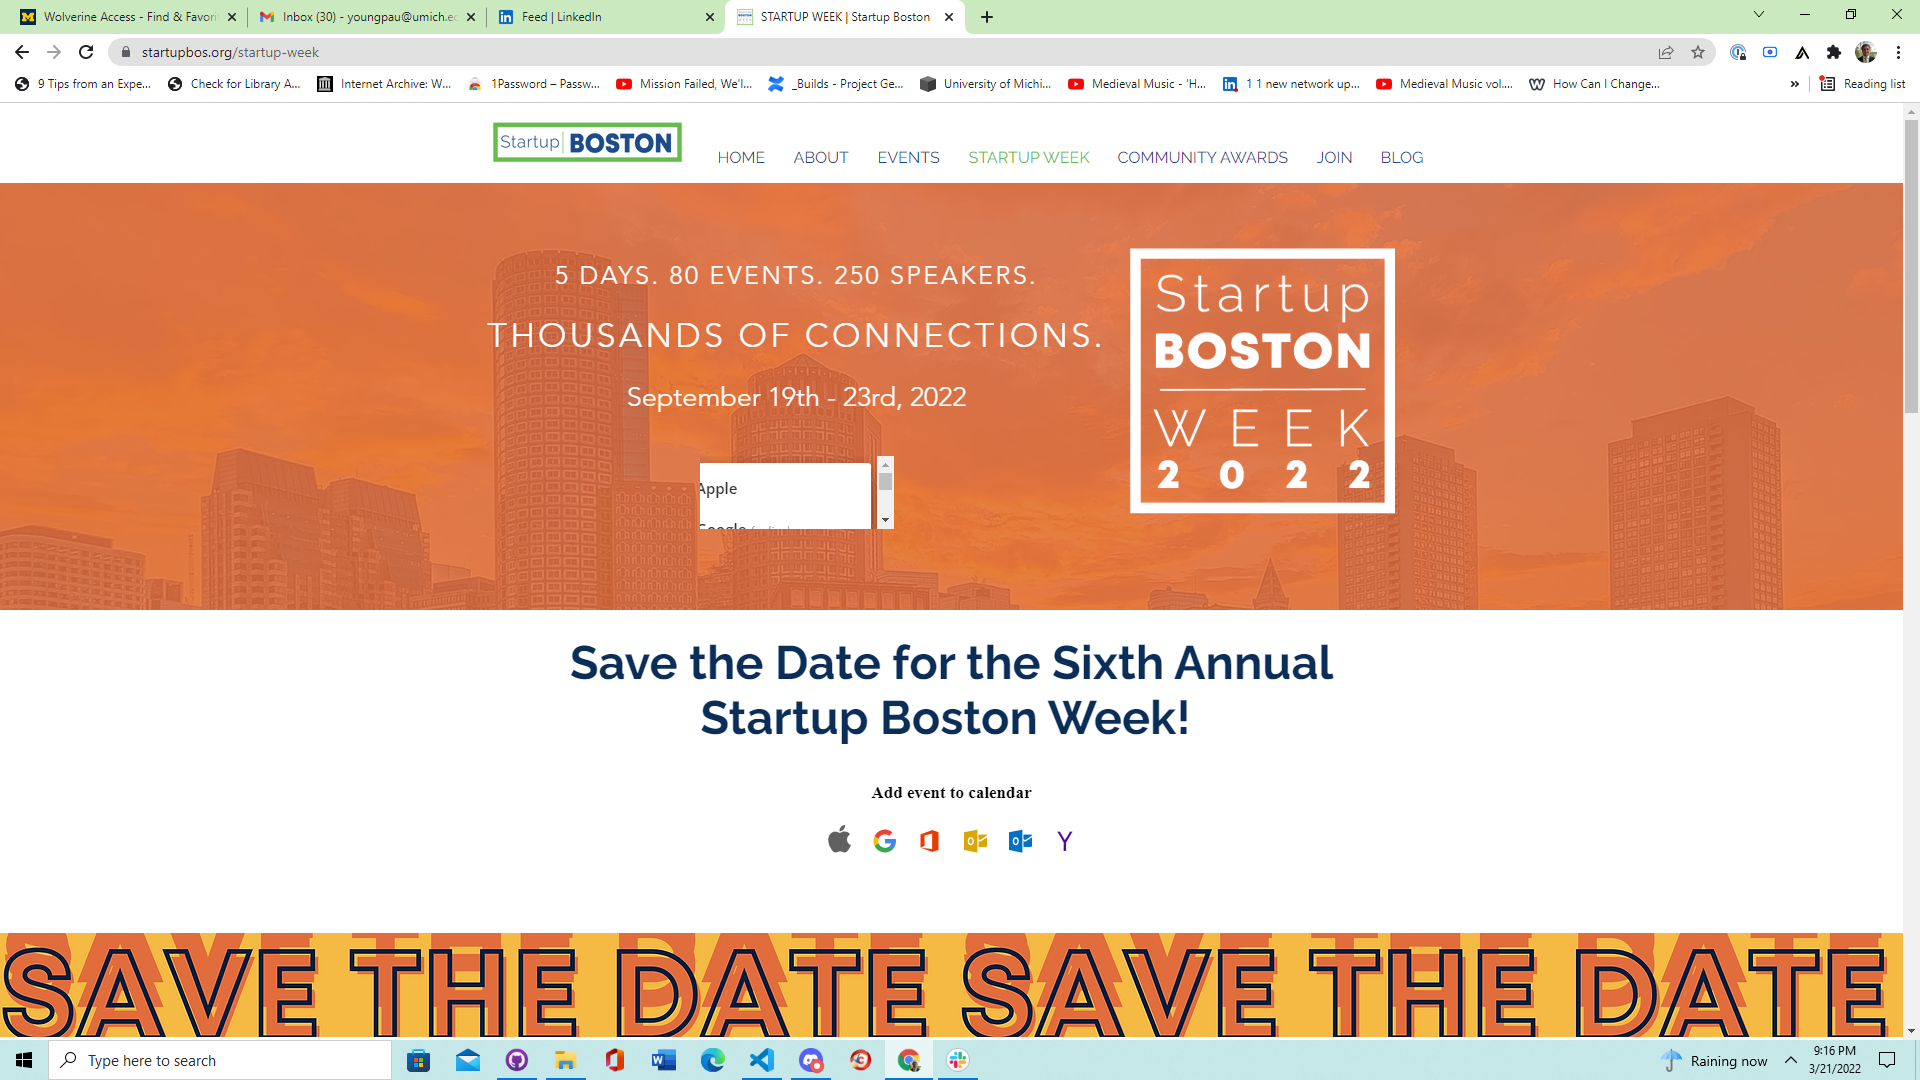 Wolverine Access - Find & Favori
Inbox (30) - youngpau@umich.ec
Feed | LinkedIn
STARTUP WEEK | Startup Boston
startupbos.org/startup-week
9 Tips from an Expe...
Check for Library A...
Internet Archive: W...
1Password – Passw...
Mission Failed, We'l...
_Builds - Project Ge...
University of Michi...
Medieval Music - 'H...
1 1 new network up...
Medieval Music vol....
How Can I Change...
Reading list
Startup BOSTON
HOME
ABOUT
EVENTS
STARTUP WEEK
COMMUNITY AWARDS
JOIN
BLOG
5 DAYS. 80 EVENTS. 250 SPEAKERS.
THOUSANDS OF CONNECTIONS.
September 19th - 23rd, 2022
Apple
Google
Startup
BOSTON
WEEK
2022
Save the Date for the Sixth Annual
Startup Boston Week!
Add event to calendar
SAVE THE DATE SAVE THE DATE
Type here to search
Raining now
9:16 PM
3/21/2022